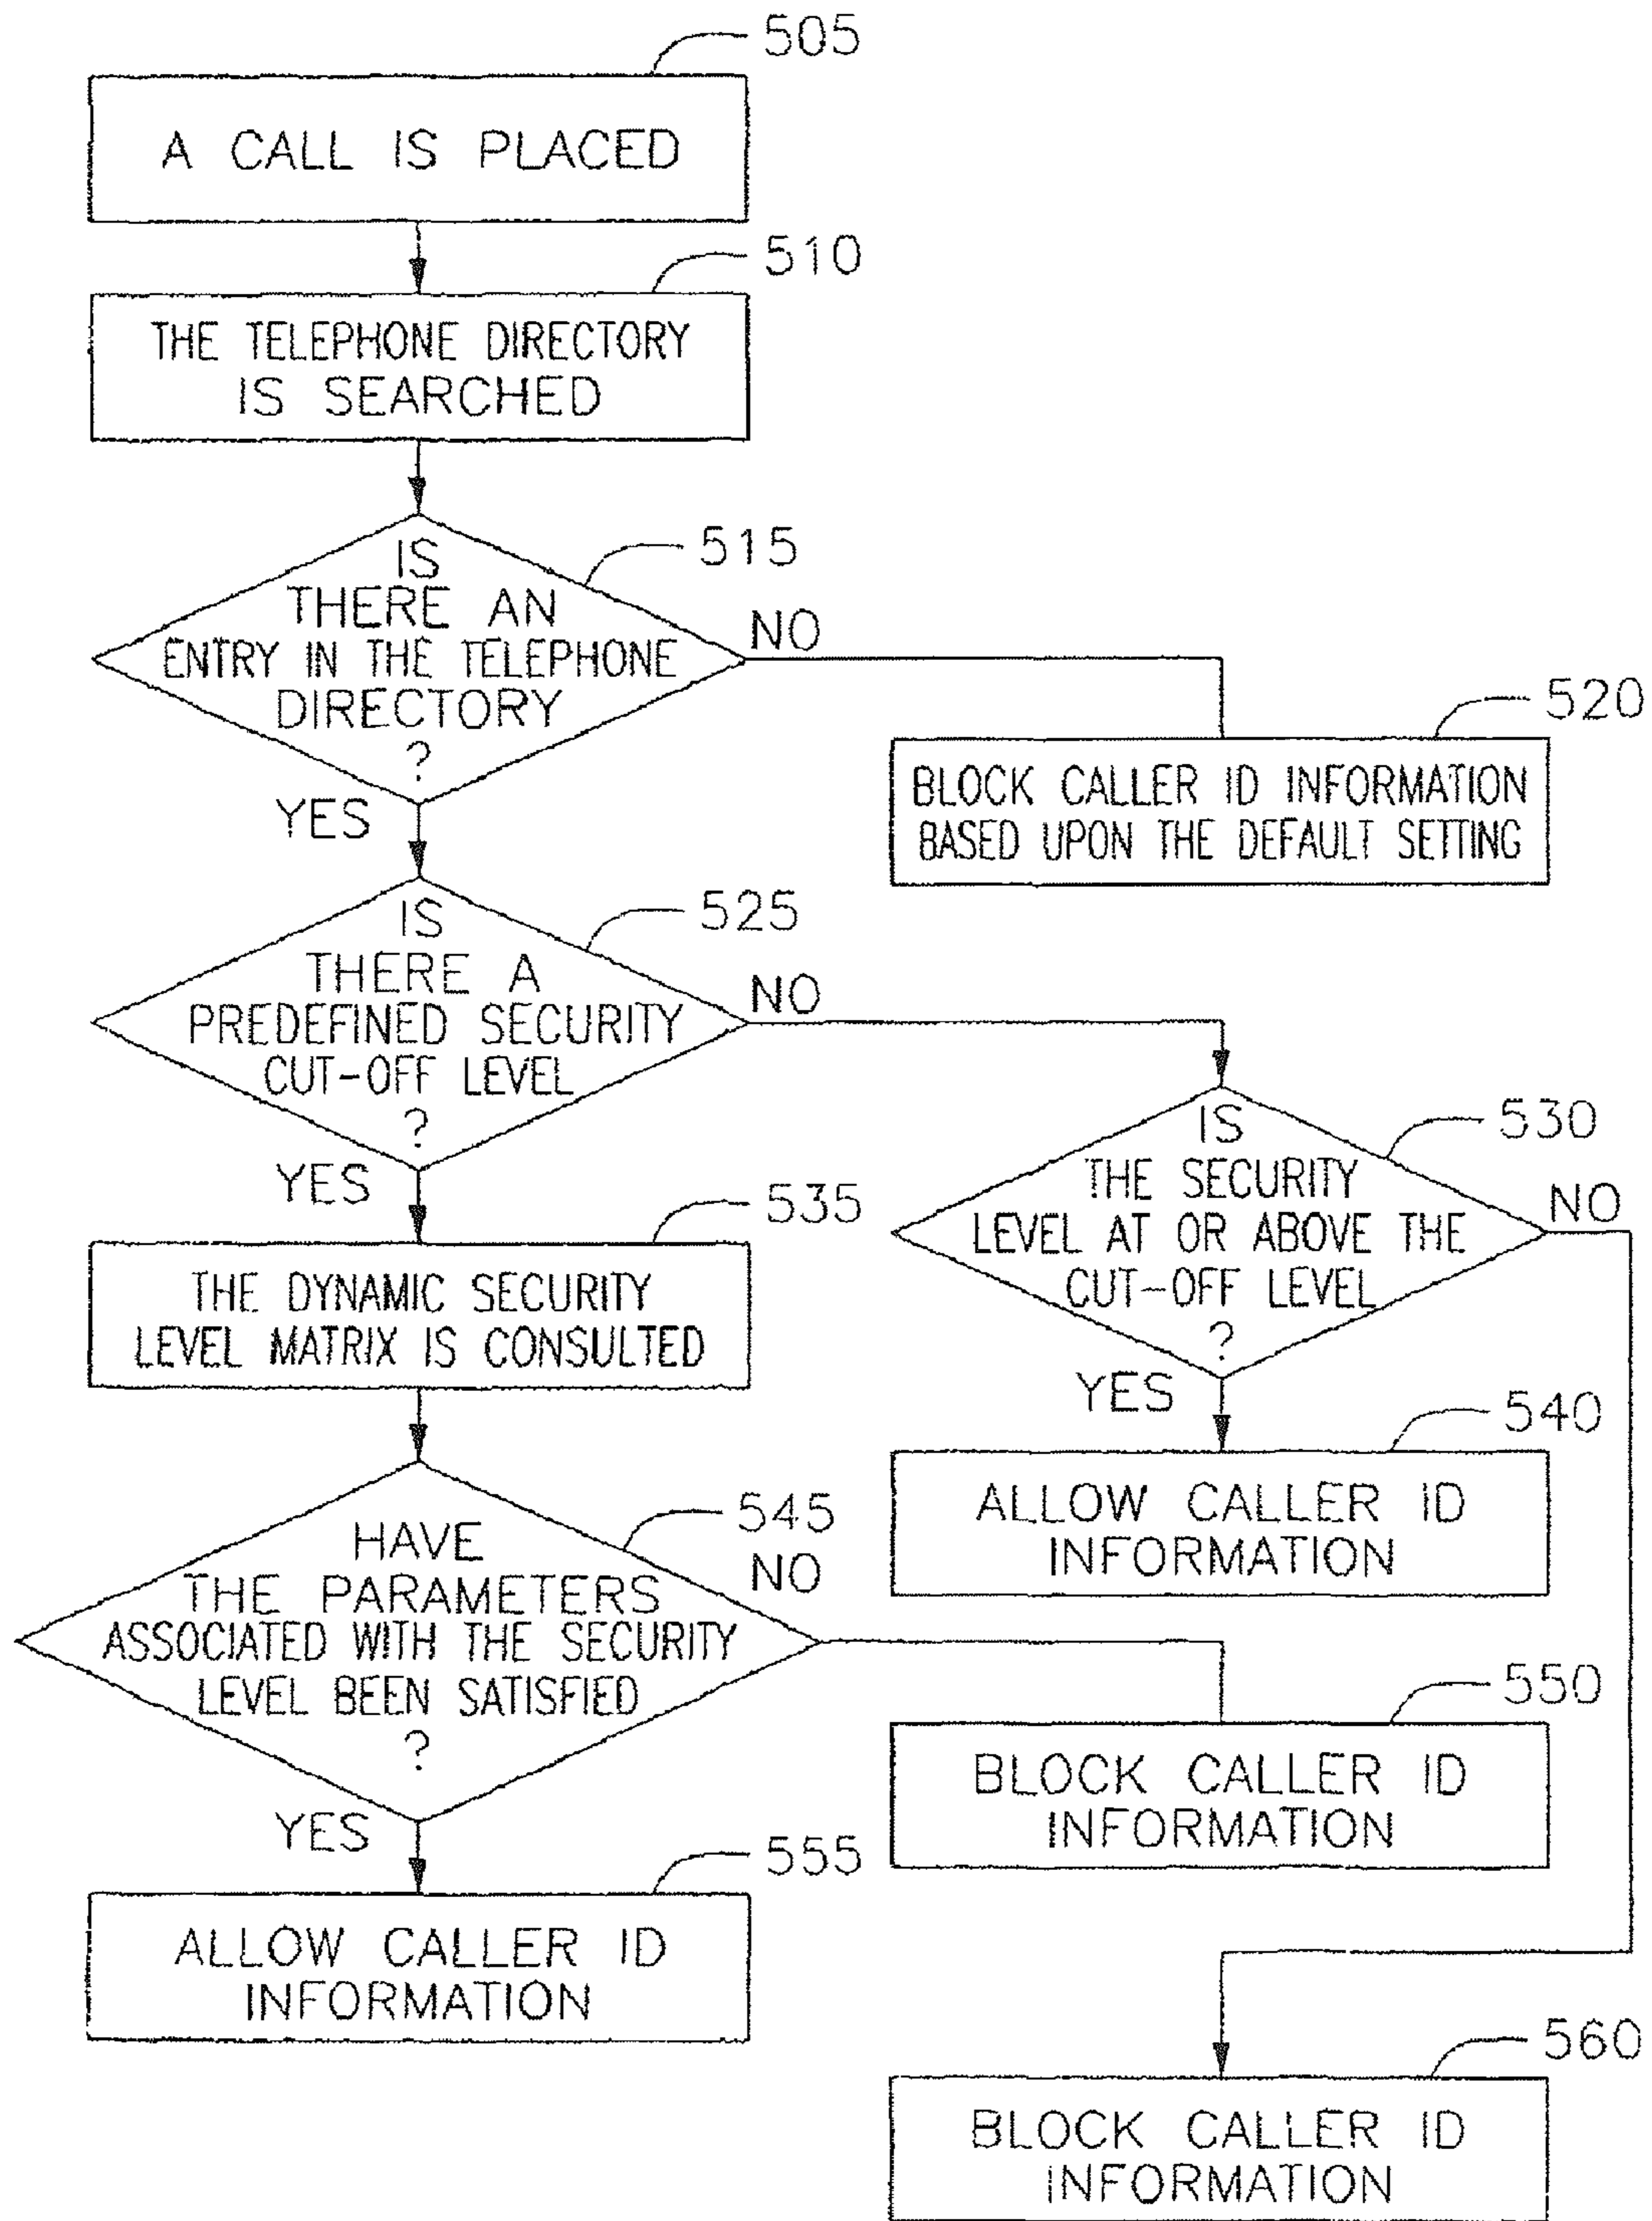 505
A CALL IS PLACED
510
THE TELEPHONE DIRECTORY
IS SEARCHED
515
IS
THERE AN
ENTRY IN THE TELEPHONE
DIRECTORY
?
NO
YES
520
BLOCK CALLER ID INFORMATION
BASED UPON THE DEFAULT SETTING
525
IS
THERE A
PREDEFINED SECURITY
CUT-OFF LEVEL
?
NO
YES
530
IS
THE SECURITY
LEVEL AT OR ABOVE THE
CUT-OFF LEVEL
?
NO
YES
535
THE DYNAMIC SECURITY
LEVEL MATRIX IS CONSULTED
540
ALLOW CALLER ID
INFORMATION
545
HAVE
THE PARAMETERS
ASSOCIATED WITH THE SECURITY
LEVEL BEEN SATISFIED
?
NO
YES
550
BLOCK CALLER ID
INFORMATION
555
ALLOW CALLER ID
INFORMATION
560
BLOCK CALLER ID
INFORMATION